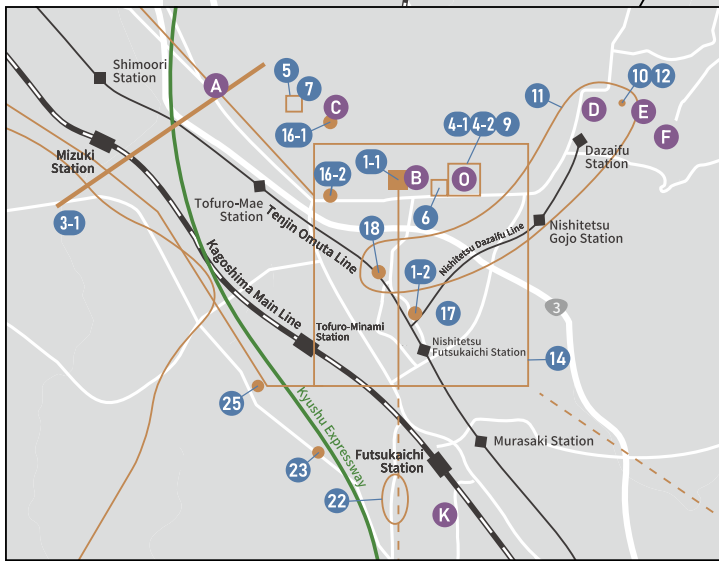 Shimoori
Station
5
7
A
C
16-1
4-1
4-2
9
11
10
12
D
E
F
Dazaifu
Station
Mizuki
Station
3-1
Tofuro-Mae
Station
16-2
1-1
B
O
6
Tenjin Omuta Line
18
Nishitetsu Dazaifu Line
Nishitetsu
Gojo Station
Kagoshima Main Line
1-2
17
3
Tofuro-Minami
Station
Nishitetsu
Futsukaichi Station
14
25
Kyushu Expressway
23
Futsukaichi
Station
Murasaki Station
22
K